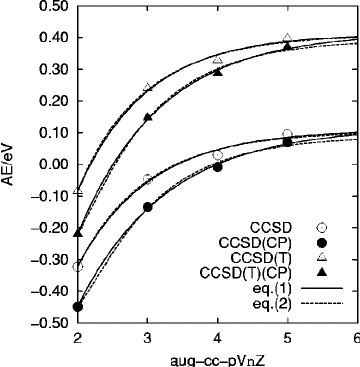 0.50
0.40
0.30
0.20
0.10
0.00
−0.10
−0.20
−0.30
−0.40
−0.50
AE/eV
CCSD
CCSD(CP)
CCSD(T)
CCSD(T)(CP)
eq.(1)
eq.(2)
2 3 4 5 6
aug-cc-pVnZ